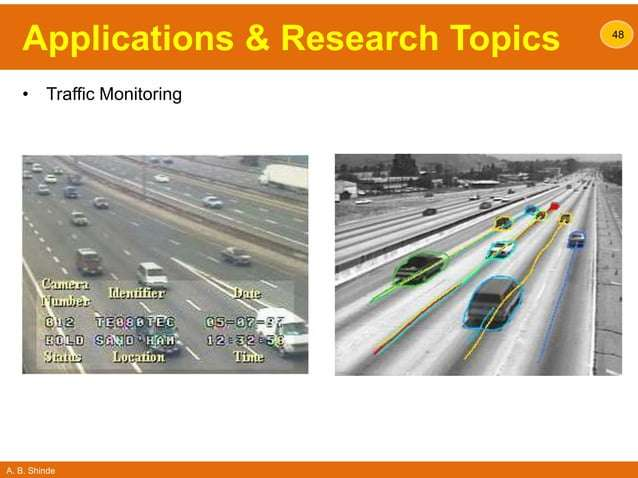 Applications & Research Topics
48
• Traffic Monitoring
Camera
Number Identifier Date
012 TE080TEC 05-07-97
HOLD SAND'HAM 12:32:58
Status Location Time
A. B. Shinde